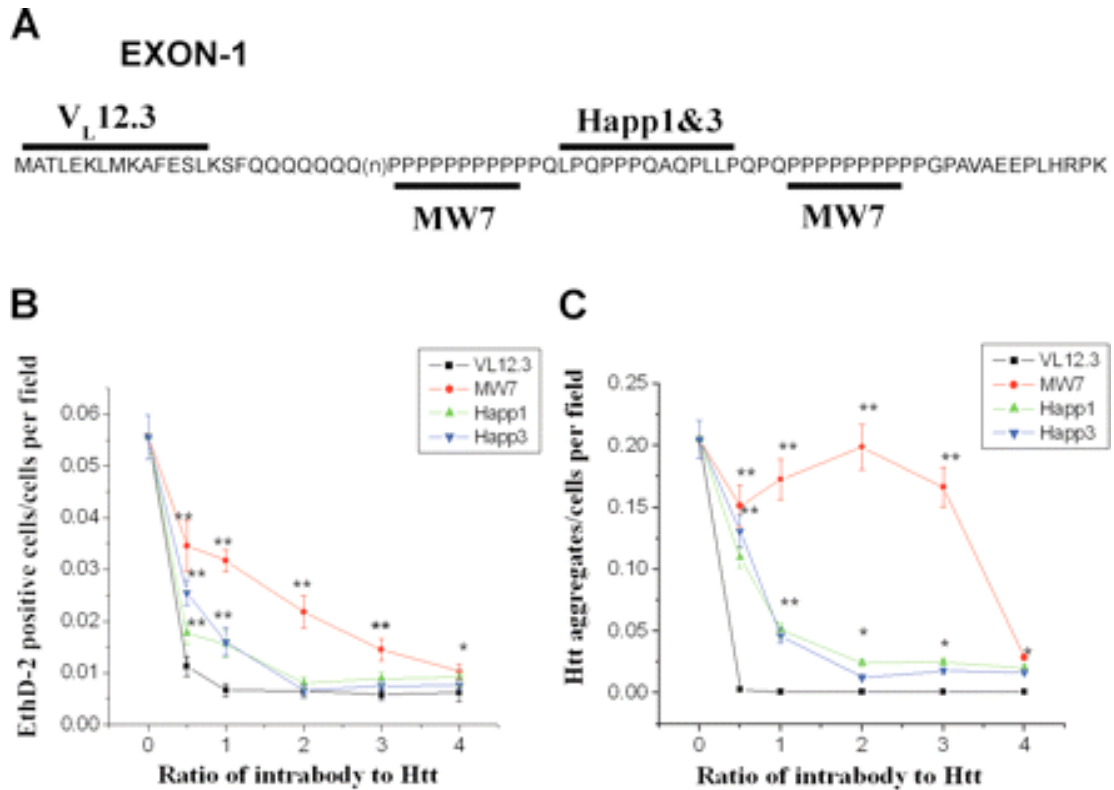 A
EXON-1
VL12.3
Happ1&3
MATLEKLMKAFESLKSFQQQQQQQQ(n)PPPPPPPPPPPPQLPQPPPQAQPLLPQPQPPPPPPPPPPPGPAVAEEPLHRPK
MW7
MW7
B
EthD-2 positive cells/cells per field
VL12.3
MW7
Happ1
Happ3
0.06
0.05
0.04
0.03
0.02
0.01
0.00
** ** ** ** *
** **
**
0 1 2 3 4
Ratio of intrabody to Htt
C
Htt aggregates/cells per field
VL12.3
MW7
Happ1
Happ3
0.25
0.20
0.15
0.10
0.05
0.00
** ** ** **
** ** * * *
0 1 2 3 4
Ratio of intrabody to Htt